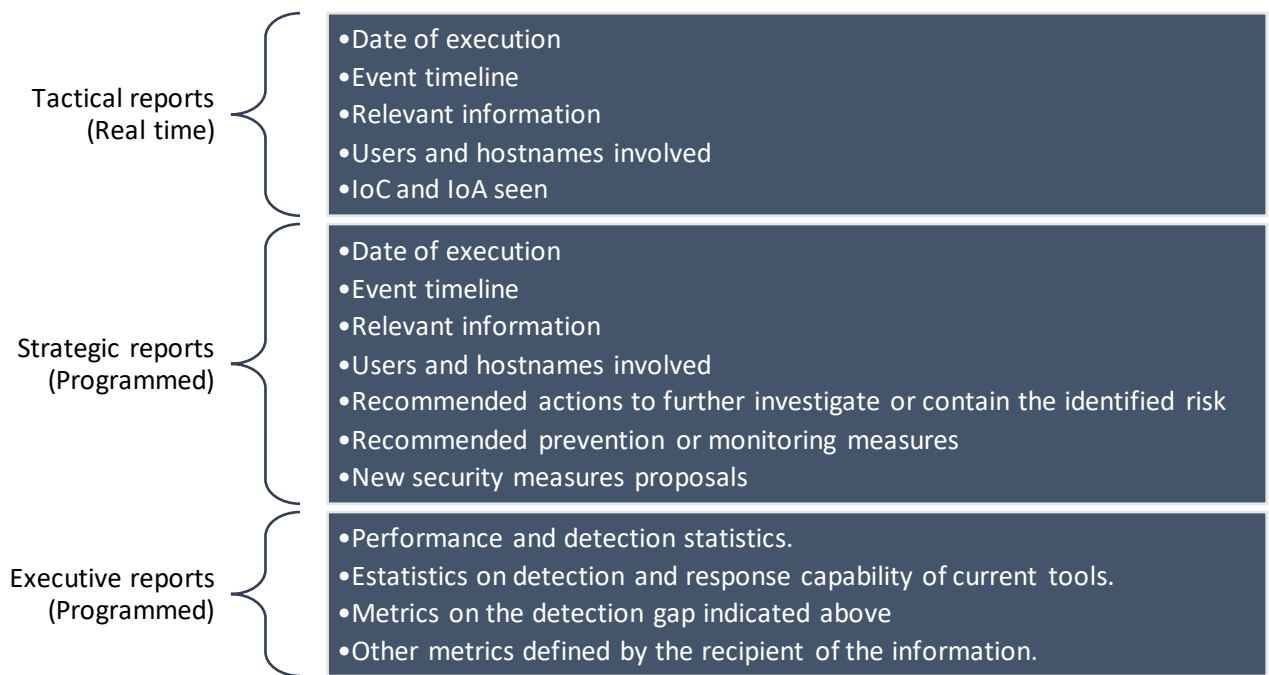 Tactical reports
(Real time)
•Date of execution
•Event timeline
•Relevant information
•Users and hostnames involved
•IoC and IoA seen
Strategic reports
(Programmed)
•Date of execution
•Event timeline
•Relevant information
•Users and hostnames involved
•Recommended actions to further investigate or contain the identified risk
•Recommended prevention or monitoring measures
•New security measures proposals
Executive reports
(Programmed)
•Performance and detection statistics.
•Estatistics on detection and response capability of current tools.
•Metrics on the detection gap indicated above
•Other metrics defined by the recipient of the information.